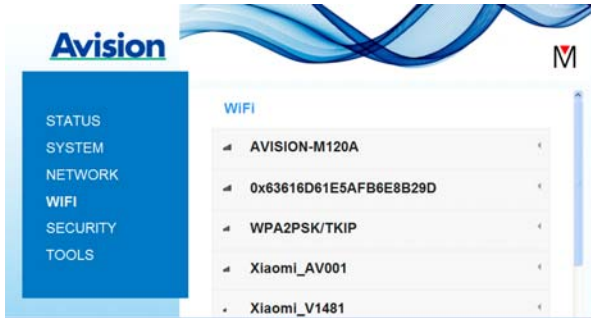 Avision
M
STATUS
SYSTEM
NETWORK
WIFI
SECURITY
TOOLS
WiFi
AVISION-M120A
0x63616D61E5AFB6E8B29D
WPA2PSK/TKIP
Xiaomi_AV001
Xiaomi_V1481